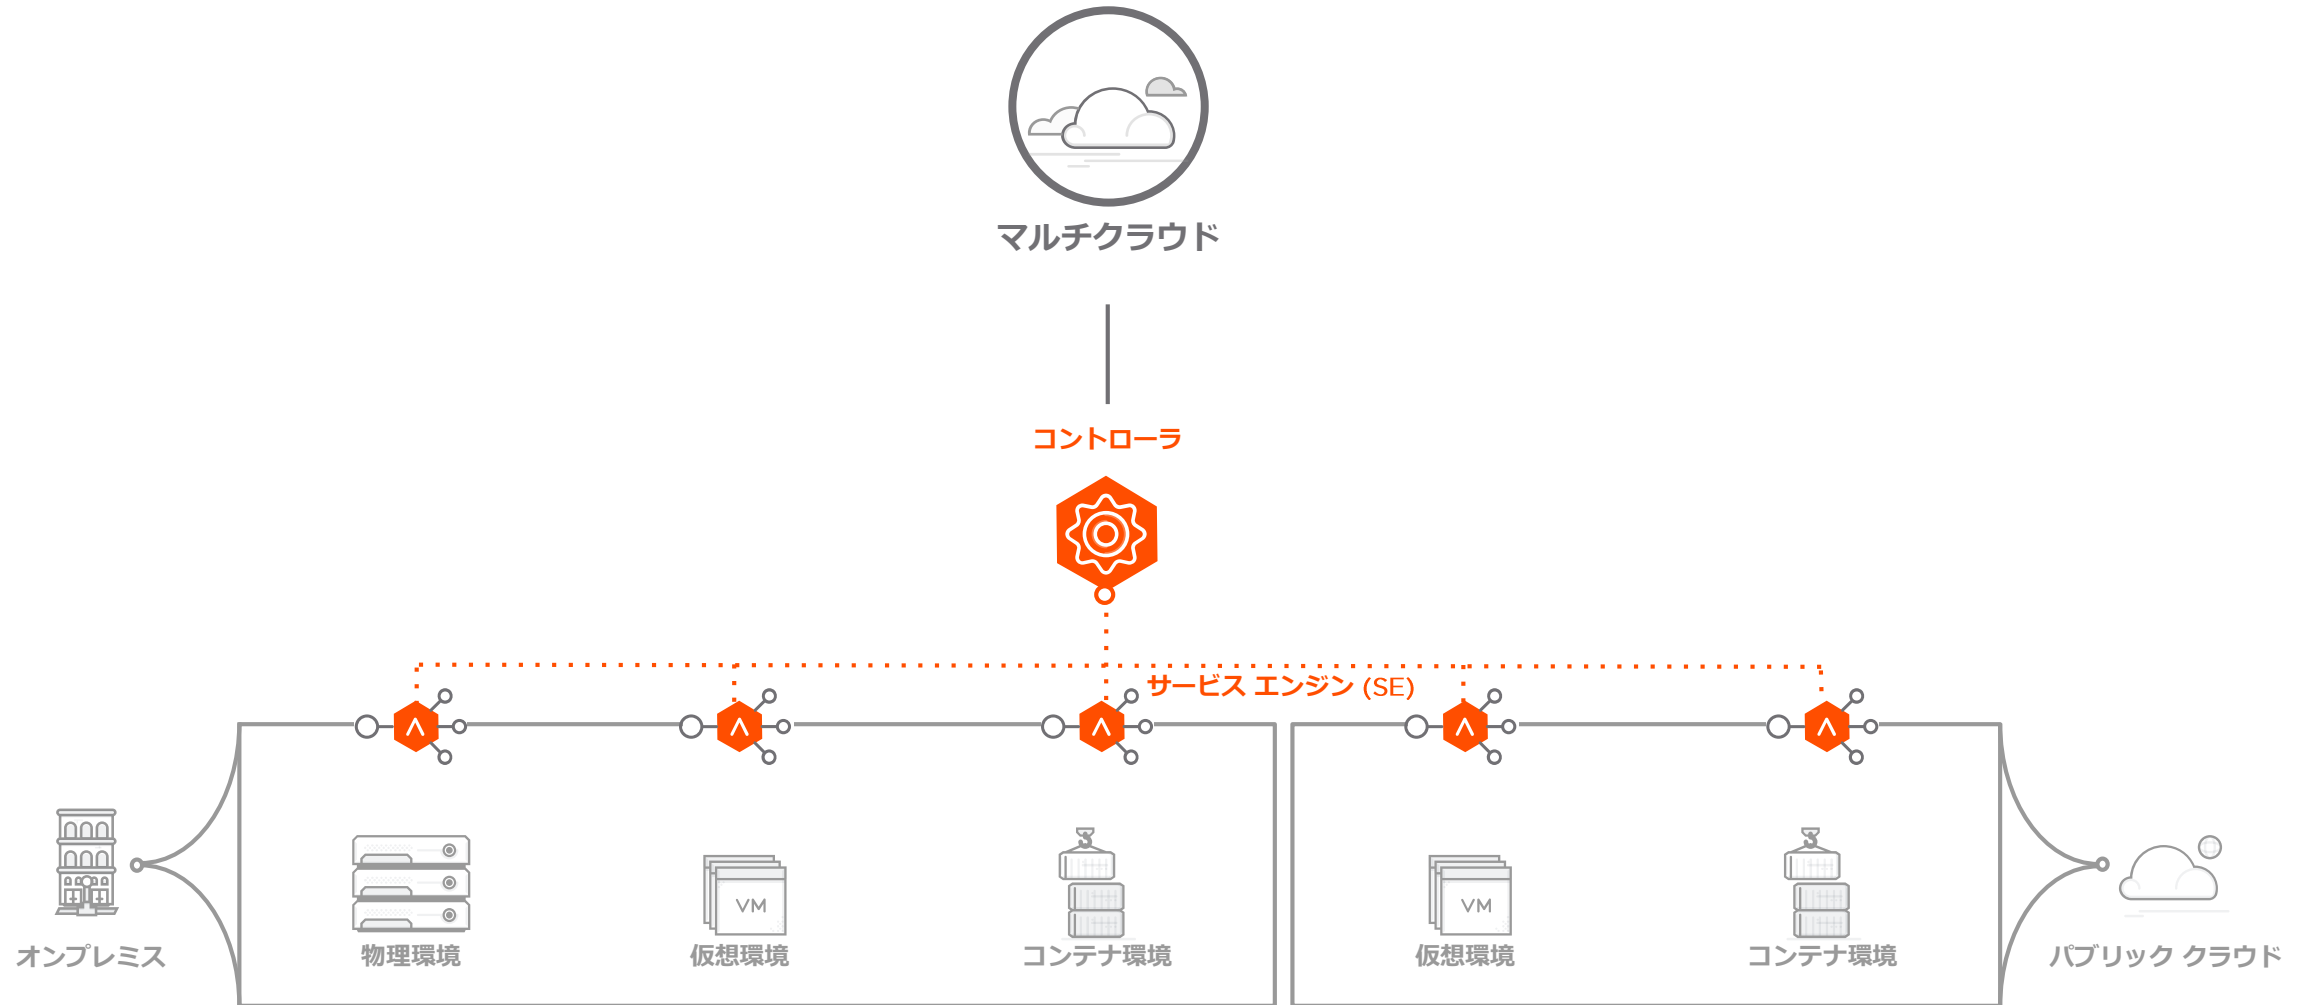 マルチクラウド
コントローラ
サービス エンジン (SE)
VM
VM
オンプレミス
物理環境
仮想環境
コンテナ環境
仮想環境
コンテナ環境
パブリック クラウド